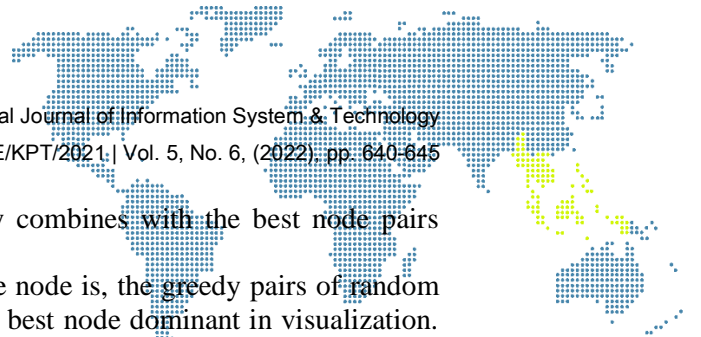 al Journal of Information System & Technology
E/KPT/2021 | Vol. 5, No. 6, (2022), pp. 640-645
combines with the best node pairs
node is, the greedy pairs of random
best node dominant in visualization.